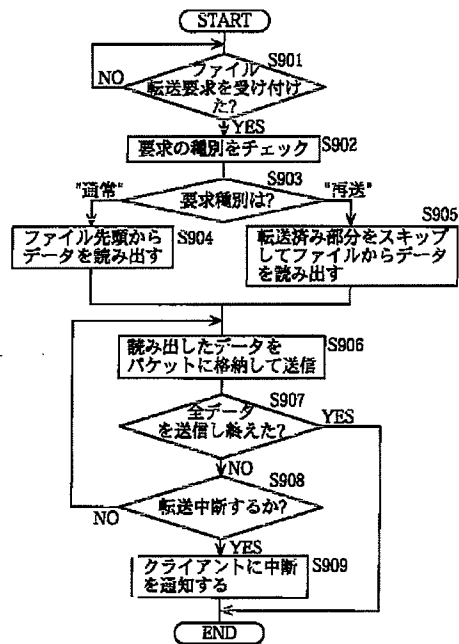 START
S901
NO
ファイル
転送要求を受け付け
た?
YES
要求の種別をチェック
S902
S903
"通常"
要求種別は?
"再送"
ファイル先頭から
データを読み出す
S904
S905
転送済み部分をスキップ
してファイルからデータ
を読み出す
読み出したデータを
パケットに格納して送信
S906
S907
全データ
を送信し終えた?
YES
NO
S908
転送中断するか?
NO
YES
クライアントに中断
を通知する
S909
END